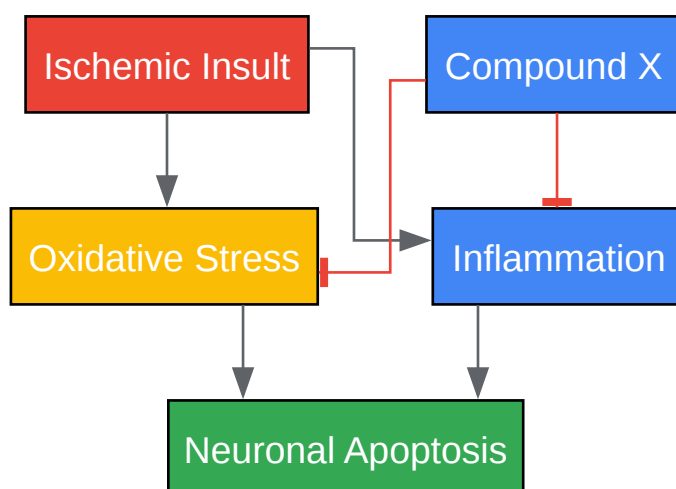 Ischemic Insult
Compound X
Oxidative Stress
Inflammation
Neuronal Apoptosis